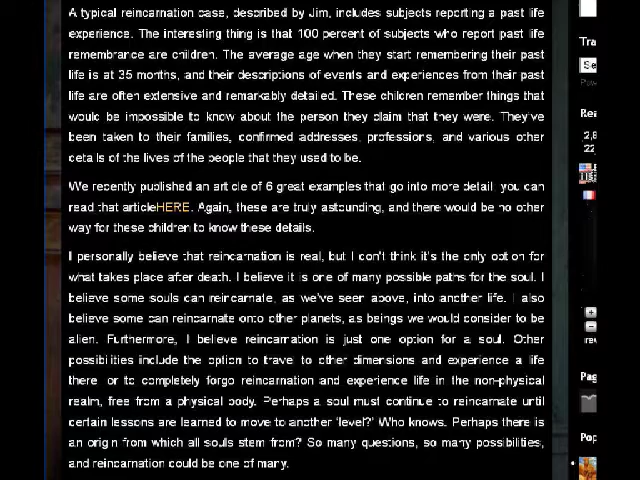 A typical reincarnation case, described by Jim, includes subjects reporting a past life
experience. The interesting thing is that 100 percent of subjects who report past life
remembrance are children. The average age when they start remembering their past
life is at 35 months, and their descriptions of events and experiences from their past
life are often extensive and remarkably detailed. These children remember things that
would be impossible to know about the person they claim that they were. They've
been taken to their families, confirmed addresses, professions, and various other
details of the lives of the people that they used to be.
We recently published an article of 6 great examples that go into more detail, you can
read that articleHERE. Again, these are truly astounding, and there would be no other
way for these children to know these details.
I personally believe that reincarnation is real, but I don't think it's the only option for
what takes place after death. I believe it is one of many possible paths for the soul. I
believe some souls can reincarnate, as we've seen above, into another life. I also
believe some can reincarnate onto other planets, as beings we would consider to be
alien. Furthermore, I believe reincarnation is just one option for a soul. Other
possibilities include the option to travel to other dimensions and experience a life
there or to completely forgo reincarnation and experience life in the non-physical
realm, free from a physical body. Perhaps a soul must continue to reincarnate until
certain lessons are learned to move to another 'level?' Who knows. Perhaps there is
an origin from which all souls stem from? So many questions, so many possibilities,
and reincarnation could be one of many.
Tra
Se
Rea
2,8
22
Pag
Pop